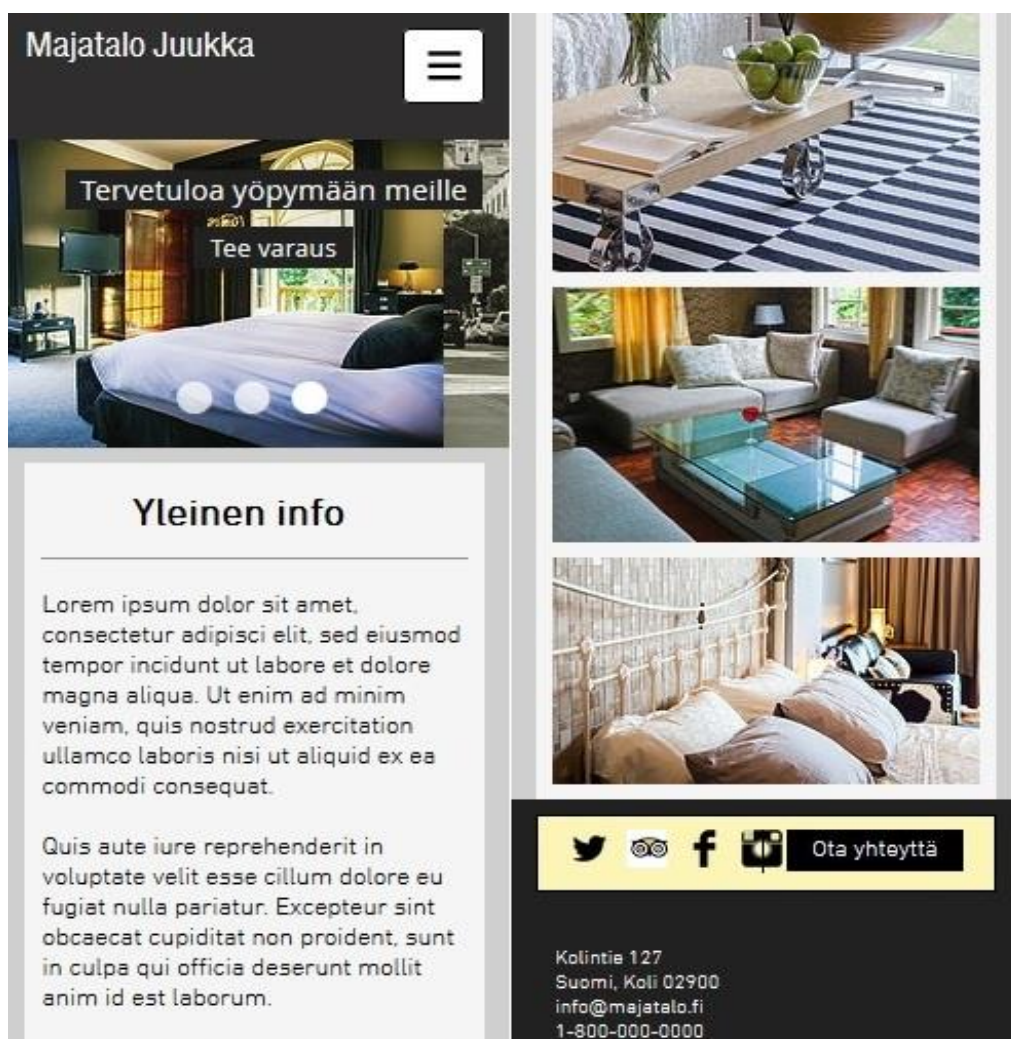 Majatalo Juukka
Tervetuloa yöpymään meille
Tee varaus
Yleinen info
Lorem ipsum dolor sit amet,
consectetur adipisci elit, sed eiusmod
tempor incidunt ut labore et dolore
magna aliqua. Ut enim ad minim
veniam, quis nostrud exercitation
ullamco laboris nisi ut aliquid ex ea
commodi consequat.
Quis aute iure reprehenderit in
voluptate velit esse cillum dolore eu
fugiat nulla pariatur. Excepteur sint
obcaecat cupiditat non proident, sunt
in culpa qui officia deserunt mollit
anim id est laborum.
Ota yhteyttä
Kolintie 127
Suomi, Koli 02900
info@majatalo.fi
1-800-000-0000